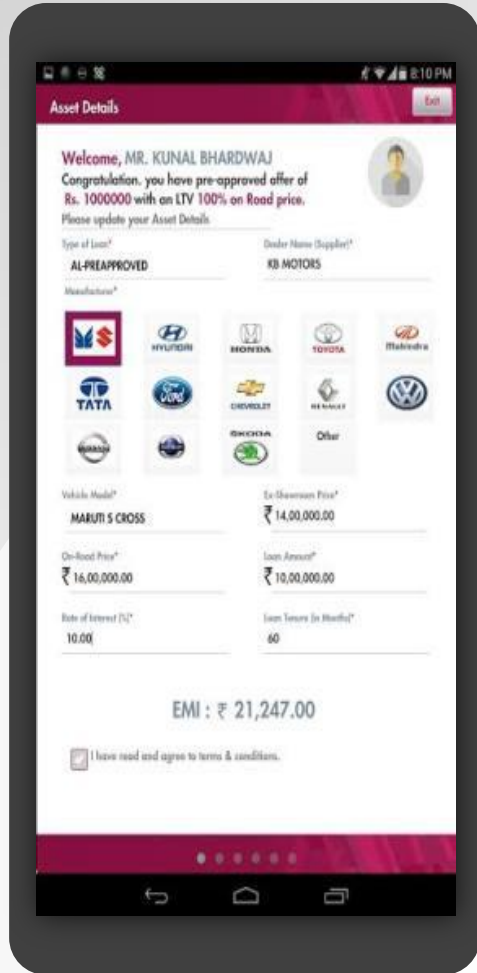 8:10 PM
Asset Details
Exit
Welcome, MR. KUNAL BHARDWAJ
Congratulation. you have pre-approved offer of
Rs. 1000000 with an LTV 100% on Road price.
Please update your Asset Details
Type of Loan* Dealer Name (Supplier)*
AL-PREAPPROVED KB MOTORS
Manufacturer*
HYUNDAI HONDA TOYOTA Mahindra
TATA Ford CHEVROLET RENAULT
NISSAN SKODA Other
Vehicle Model* Ex-Showroom Price*
MARUTI S CROSS ₹ 14,00,000.00
On-Road Price* Loan Amount*
₹ 16,00,000.00 ₹ 10,00,000.00
Rate of Interest (%)* Loan Tenure (in Months)*
10.00 60
EMI : ₹ 21,247.00
I have read and agree to terms & conditions.